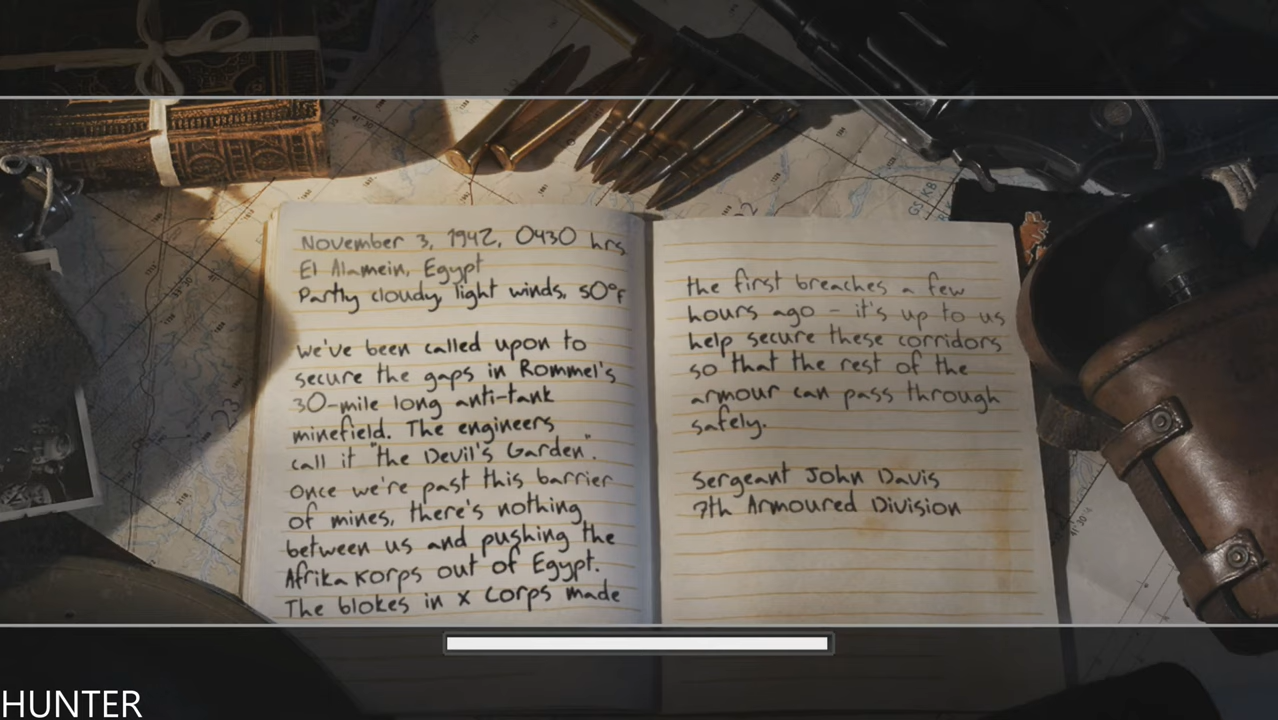 November 3, 1942, 0430 hrs
El Alamein, Egypt
Partly cloudy, light winds, 50°F
We've been called upon to
secure the gaps in Rommel's
30-mile long anti-tank
minefield. The engineers
call it "the Devil's Garden".
Once we're past this barrier
of mines, there's nothing
between us and pushing the
Afrika Korps out of Egypt.
The blokes in X Corps made
the first breaches a few
hours ago - it's up to us
help secure these corridors
so that the rest of the
armour can pass through
safely.
Sergeant John Davis
7th Armoured Division
HUNTER